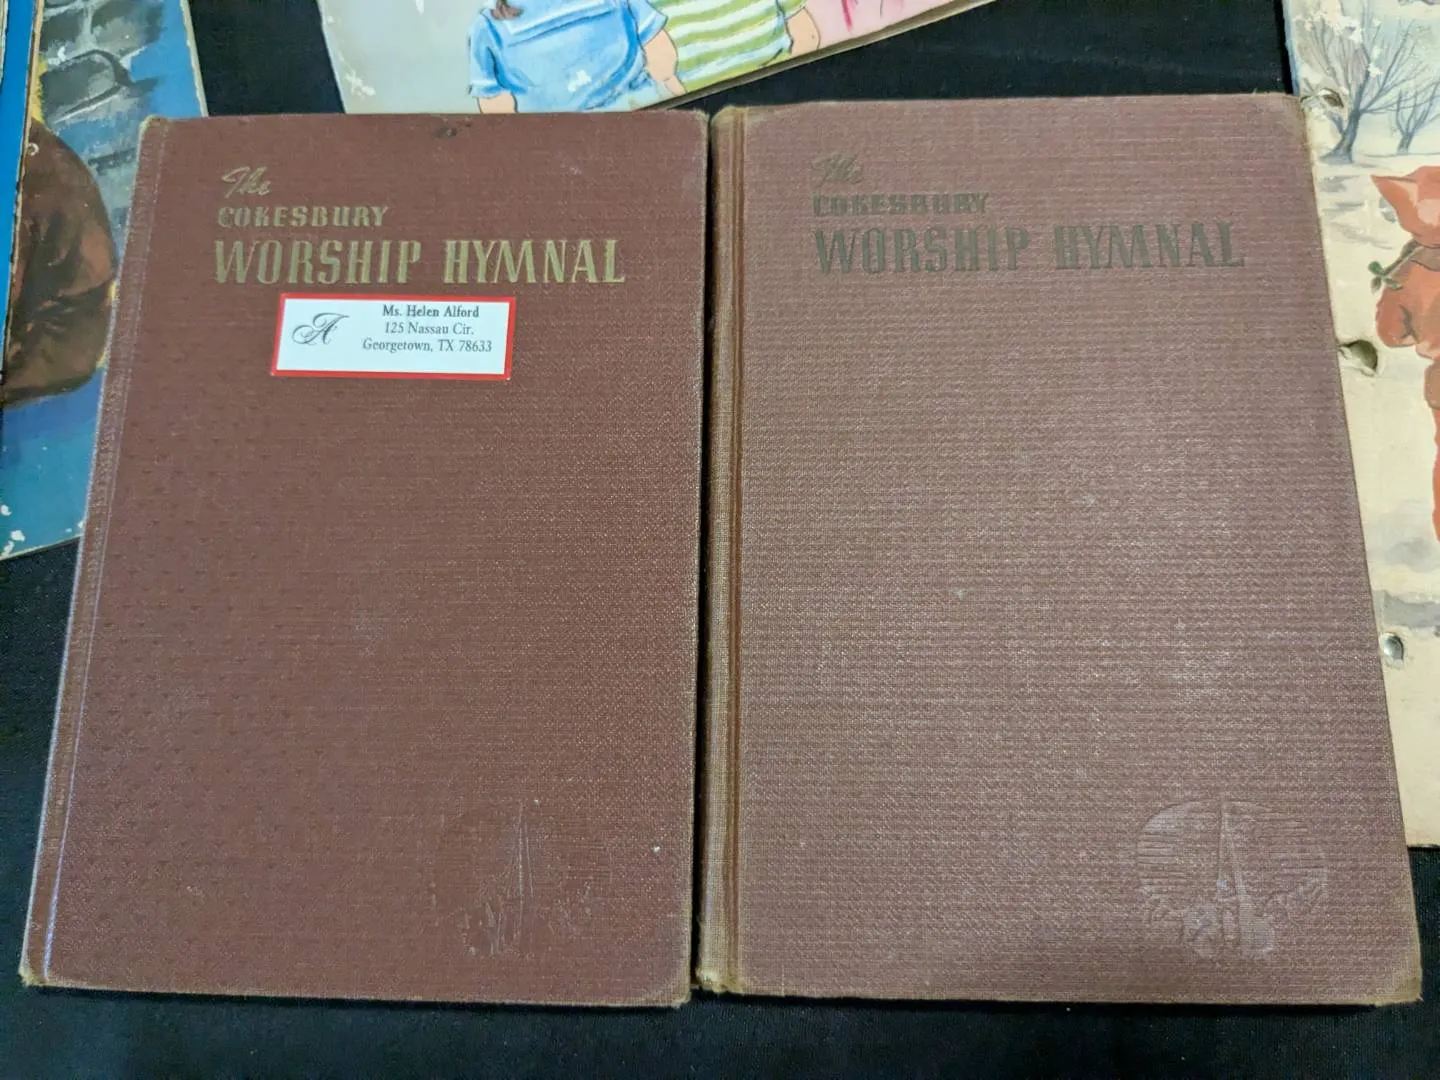 The
COKESBURY
WORSHIP HYMNAL
A
Ms. Helen Alford
125 Nassau Cir.
Georgetown, TX 78633
The
COKESBURY
WORSHIP HYMNAL